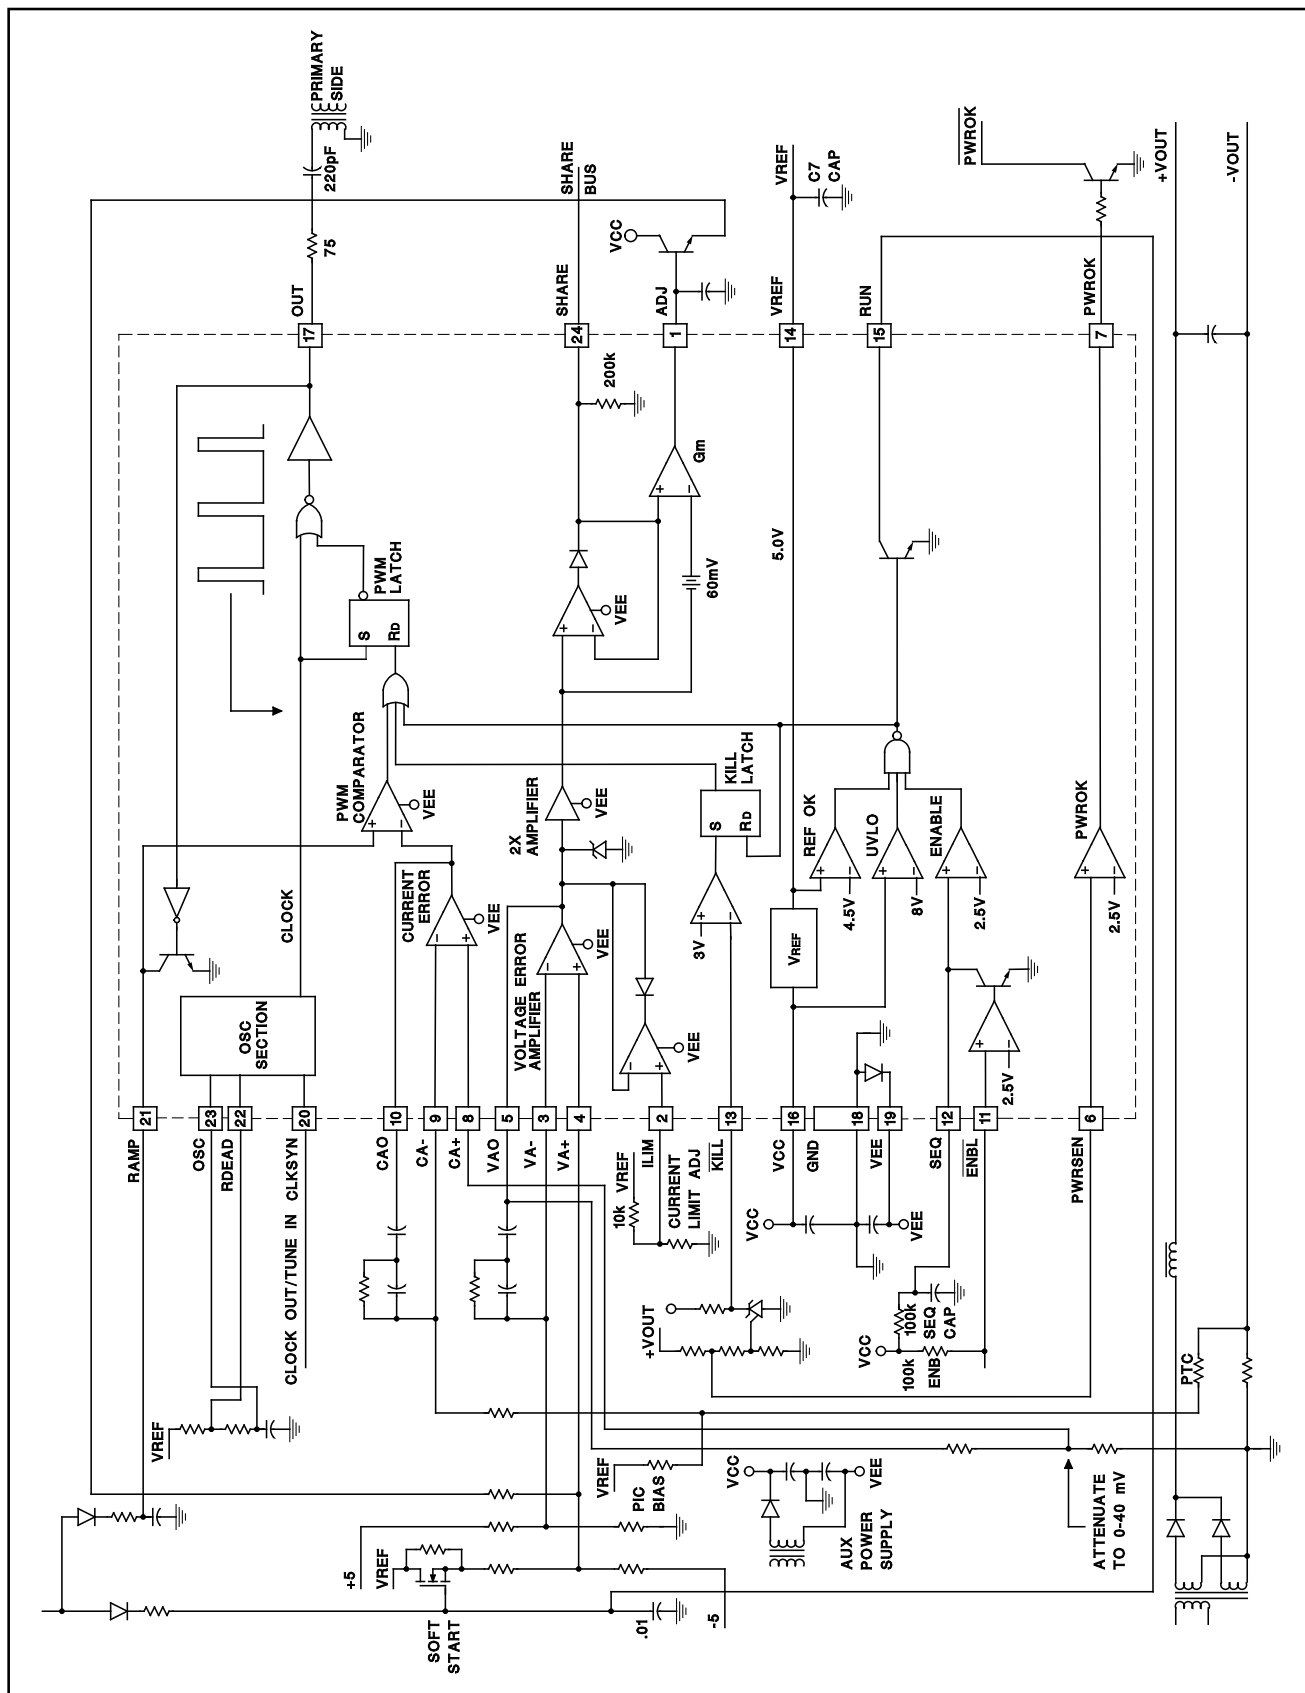 PRIMARY
SIDE
220pF
75
OUT
17
SHARE
BUS
SHARE
24
200k
VCC
ADJ
1
Gm
VREF
C7
CAP
VREF
14
5.0V
RUN
15
PWROK
PWROK
7
+VOUT
-VOUT
PWM
LATCH
S
RD
PWM
COMPARATOR
+
−
VEE
CLOCK
CURRENT
ERROR
−
+
VEE
2X
AMPLIFIER
VEE
+
−
VEE
+
−
60mV
VOLTAGE ERROR
AMPLIFIER
−
+
VEE
−
+
VEE
KILL
LATCH
S
RD
+
−
3V
REF OK
+
−
4.5V
UVLO
+
−
8V
ENABLE
+
−
2.5V
VREF
+
−
2.5V
PWROK
+
−
2.5V
OSC
SECTION
21
23
22
20
10
9
8
5
3
4
2
13
16
18
19
12
11
6
RAMP
OSC
RDEAD
CLOCK OUT/TUNE IN CLKSYN
CAO
CA-
CA+
VAO
VA-
VA+
ILIM
KILL
VCC
GND
VEE
SEQ
ENBL
PWRSEN
VREF
10k
CURRENT
LIMIT ADJ
VCC
VEE
+VOUT
VCC
100k
SEQ
CAP
100k
ENB
PTC
VREF
VREF
PIC
BIAS
VCC
VEE
AUX
POWER
SUPPLY
ATTENUATE
TO 0-40 mV
+5
VREF
SOFT
START
.01
-5